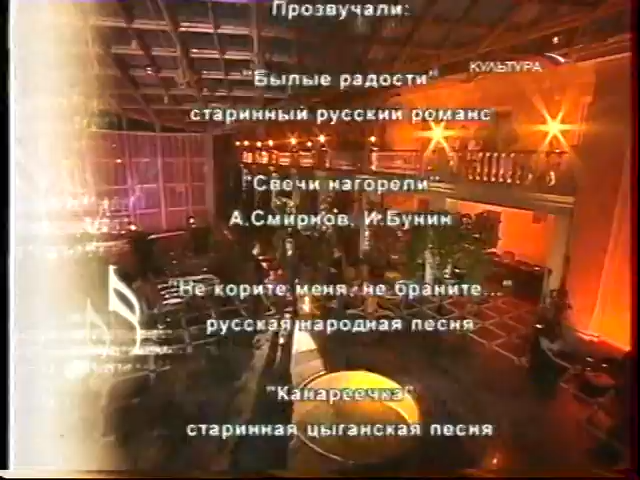 Прозвучали:
КУЛЬТУРА
"Былые радости"
старинный русский романс
"Свечи нагорели"
А.Смирнов, И.Бунин
"Не корите меня, не браните...
русская народная песня
"Канареечка"
старинная цыганская песня